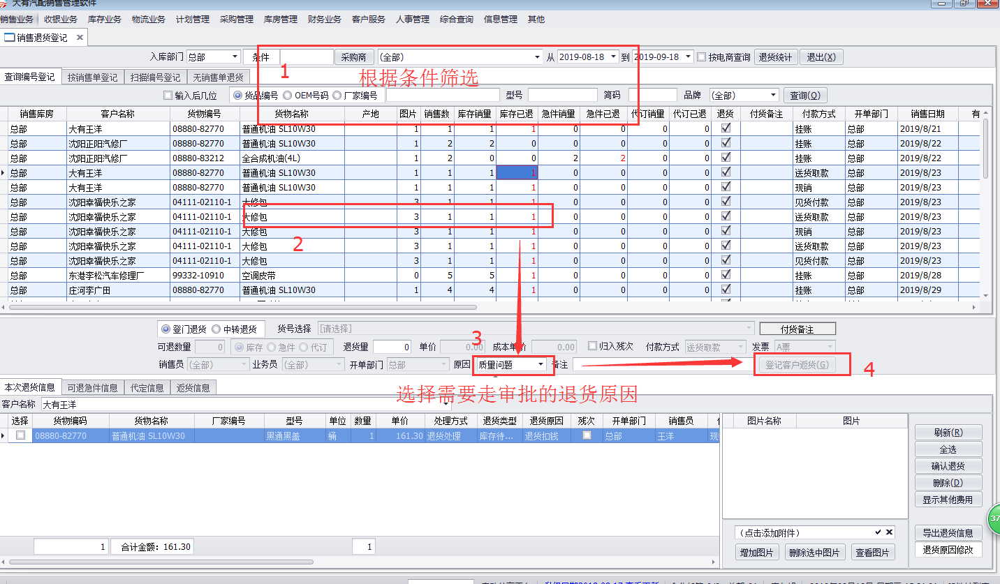 大有汽配销售管理软件
销售业务 收银业务 库存业务 物流业务 计划管理 采购管理 库房管理 财务业务 客户服务 人事管理 综合查询 信息管理 其他
销售退货登记
入库部门 总部 条件 采购商 (全部) 从 2019-08-18 到 2019-09-18 按电商查询 退货统计 退出(X)
1 根据条件筛选
查询编号登记 按销售单登记 扫描编号登记 无销售单退货
输入后几位 货品编号 OEM号码 厂家编号 型号 简码 品牌 (全部) 查询(Q)
销售库房 客户名称 货物编号 货物名称 产地 图片 销售数 库存销量 库存已退 急件销量 急件已退 代订销量 代订已退 退货 付货备注 付款方式 开单部门 销售日期 有
总部 大有王洋 08880-82770 普通机油 SL10W30 1 1 1 1 0 0 0 0 挂账 总部 2019/8/21
总部 沈阳正阳汽修厂 08880-82770 普通机油 SL10W30 1 2 2 0 0 0 0 0 挂账 总部 2019/8/22
总部 沈阳正阳汽修厂 08880-83212 全合成机油(4L) 1 2 0 0 2 2 0 0 挂账 总部 2019/8/22
总部 大有王洋 08880-82770 普通机油 SL10W30 1 1 1 1 0 0 0 0 送货取款 总部 2019/8/23
总部 大有王洋 08880-82770 普通机油 SL10W30 1 1 1 1 0 0 0 0 现销 总部 2019/8/23
总部 沈阳幸福快乐之家 04111-02110-1 大修包 3 1 1 1 0 0 0 0 见货付款 总部 2019/8/23
总部 沈阳幸福快乐之家 04111-02110-1 大修包 3 1 1 1 0 0 0 0 送货取款 总部 2019/8/23
总部 沈阳幸福快乐之家 04111-02110-1 大修包 3 1 1 1 0 0 0 0 现销 总部 2019/8/23
2
总部 沈阳幸福快乐之家 04111-02110-1 大修包 3 1 1 1 0 0 0 0 送货取款 总部 2019/8/23
总部 沈阳幸福快乐之家 04111-02110-1 大修包 3 1 1 1 0 0 0 0 见货付款 总部 2019/8/23
总部 东港李松汽车修理厂 99332-10910 空调皮带 0 5 5 1 0 0 0 0 挂账 总部 2019/8/28
总部 庄河李广田 08880-82770 普通机油 SL10W30 1 4 4 1 0 0 0 0 挂账 总部 2019/8/29
登门退货 中转退货 货号选择 [请选择] 付货备注
3
可退数量 0 库存 急件 代订 退货量 0 单价 0.00 成本单价 0.00 归入残次 付款方式 送货取款 发票 A票
销售员 (全部) 业务员 (全部) 开单部门 总部 原因 质量问题 备注 登记客户返货(G) 4
选择需要走审批的退货原因
本次退货信息 可退急件信息 代定信息 返货信息
客户名称 大有王洋
选择 货物编码 货物名称 厂家编号 型号 单位 数量 单价 处理方式 退货类型 退货原因 残次 开单部门 销售员
08880-82770 普通机油 SL10W30 黑通黑盖 桶 1 161.30 退货处理 库存待... 退货扣钱 总部 王洋 现
图片名称 图片
刷新(R)
全选
确认退货
删除(D)
显示其他费用
37
导出退货信息
退货原因修改
(点击添加附件)
增加图片 删除选中图片 查看图片
1 合计金额：161.30 1